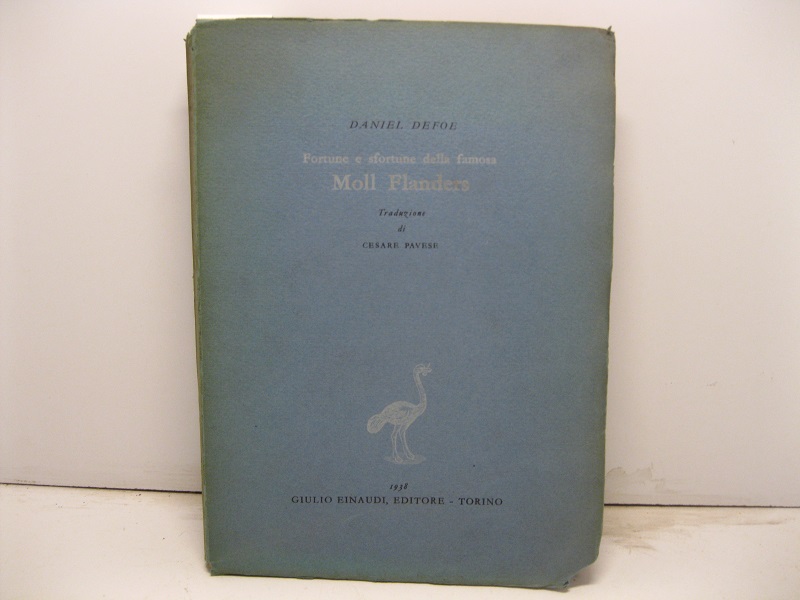 DANIEL DEFOE
Fortune e sfortune della famosa
Moll Flanders
Traduzione
di
CESARE PAVESE
1938
GIULIO EINAUDI, EDITORE - TORINO